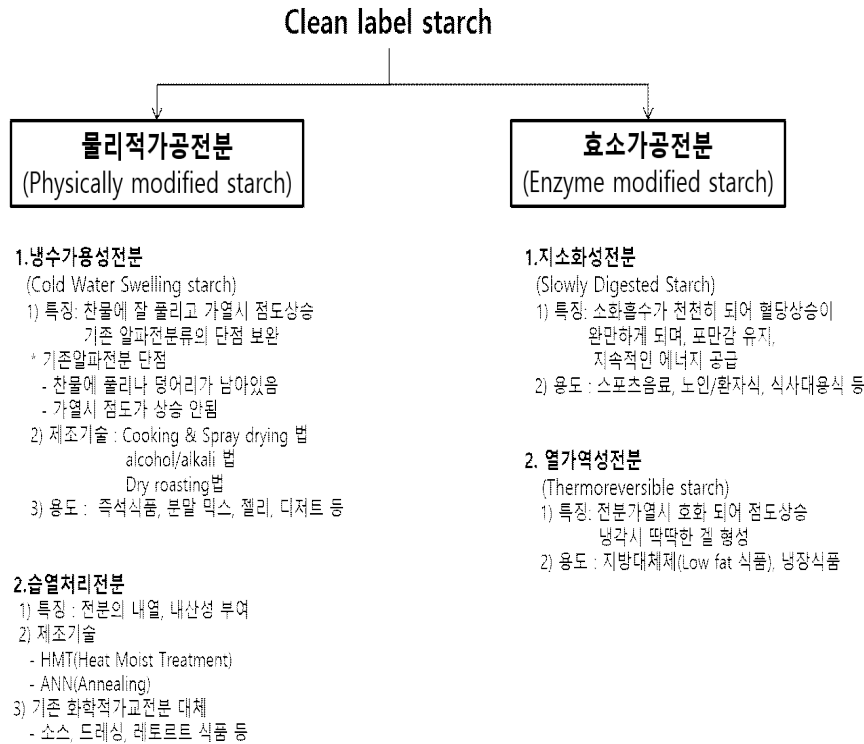 Clean label starch
물리적가공전분
(Physically modified starch)
1.냉수가용성전분
(Cold Water Swelling starch)
1) 특징: 찬물에 잘 풀리고 가열시 점도상승
기존 알파전분류의 단점 보완
* 기존알파전분 단점
- 찬물에 풀리나 덩어리가 남아있음
- 가열시 점도가 상승 안됨
2) 제조기술 : Cooking & Spray drying 법
alcohol/alkali 법
Dry roasting법
3) 용도 : 즉석식품, 분말 믹스, 젤리, 디저트 등
2.습열처리전분
1) 특징 : 전분의 내열, 내산성 부여
2) 제조기술
- HMT(Heat Moist Treatment)
- ANN(Annealing)
3) 기존 화학적가교전분 대체
- 소스, 드레싱, 레토르트 식품 등
효소가공전분
(Enzyme modified starch)
1.지소화성전분
(Slowly Digested Starch)
1) 특징: 소화흡수가 천천히 되어 혈당상승이
완만하게 되며, 포만감 유지,
지속적인 에너지 공급
2) 용도 : 스포츠음료, 노인/환자식, 식사대용식 등
2. 열가역성전분
(Thermoreversible starch)
1) 특징: 전분가열시 호화 되어 점도상승
냉각시 딱딱한 겔 형성
2) 용도 : 지방대체제(Low fat 식품), 냉장식품